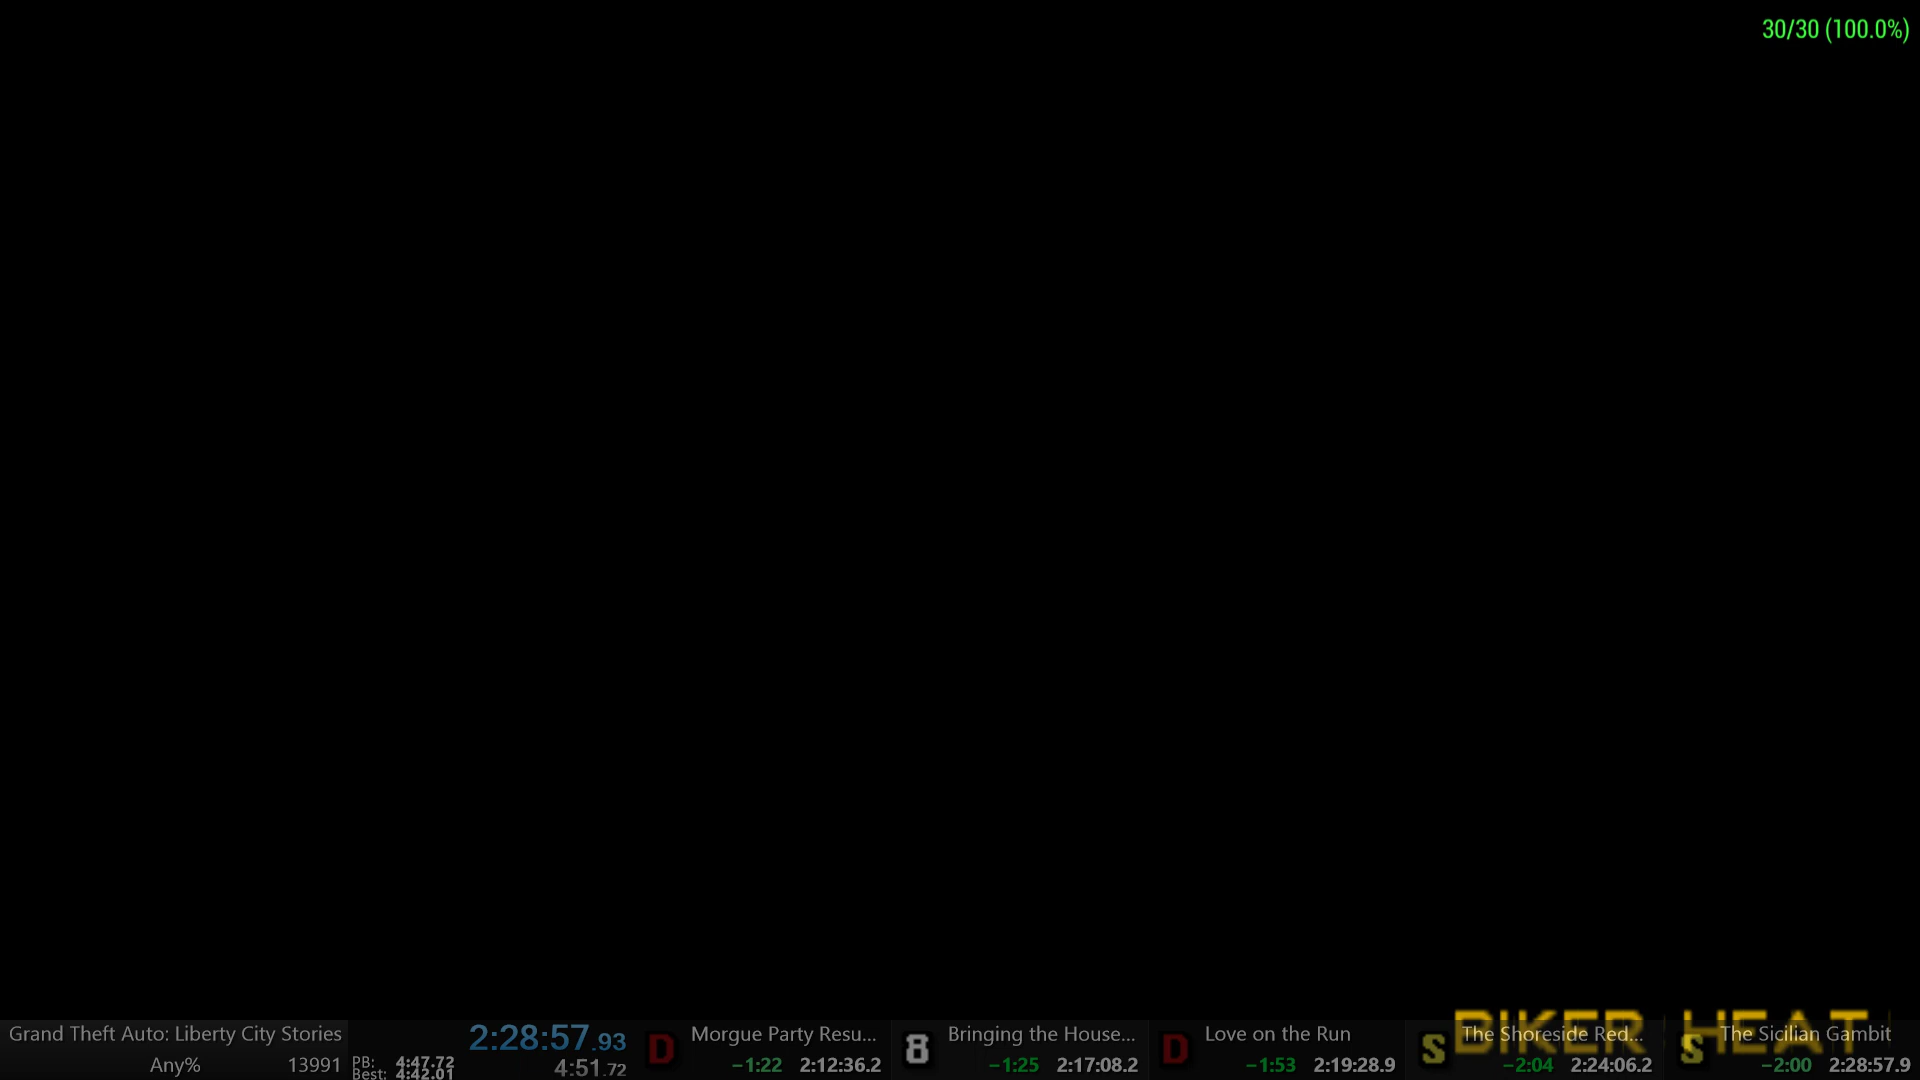 30/30 (100.0%)
Grand Theft Auto: Liberty City Stories
Any% 13991
PB: 4:47.72
Best: 4:42.01
2:28:57.93
4:51.72
D Morgue Party Resu...
−1:22 2:12:36.2
8 Bringing the House...
−1:25 2:17:08.2
D Love on the Run
−1:53 2:19:28.9
S The Shoreside Red...
−2:04 2:24:06.2
S The Sicilian Gambit
−2:00 2:28:57.9
BIKER HEAT